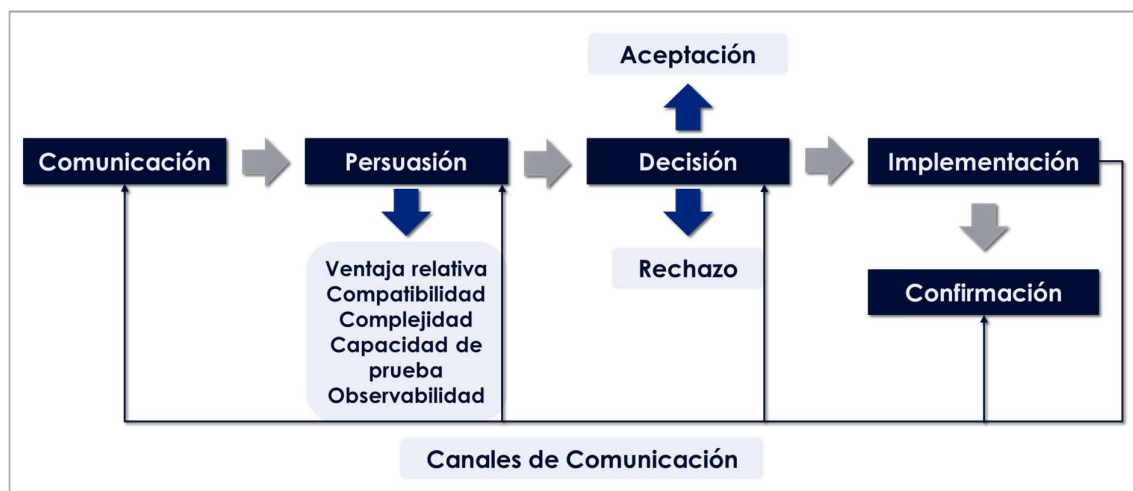 Aceptación
Comunicación
Persuasión
Decisión
Implementación
Ventaja relativa
Compatibilidad
Complejidad
Capacidad de
prueba
Observabilidad
Rechazo
Confirmación
Canales de Comunicación